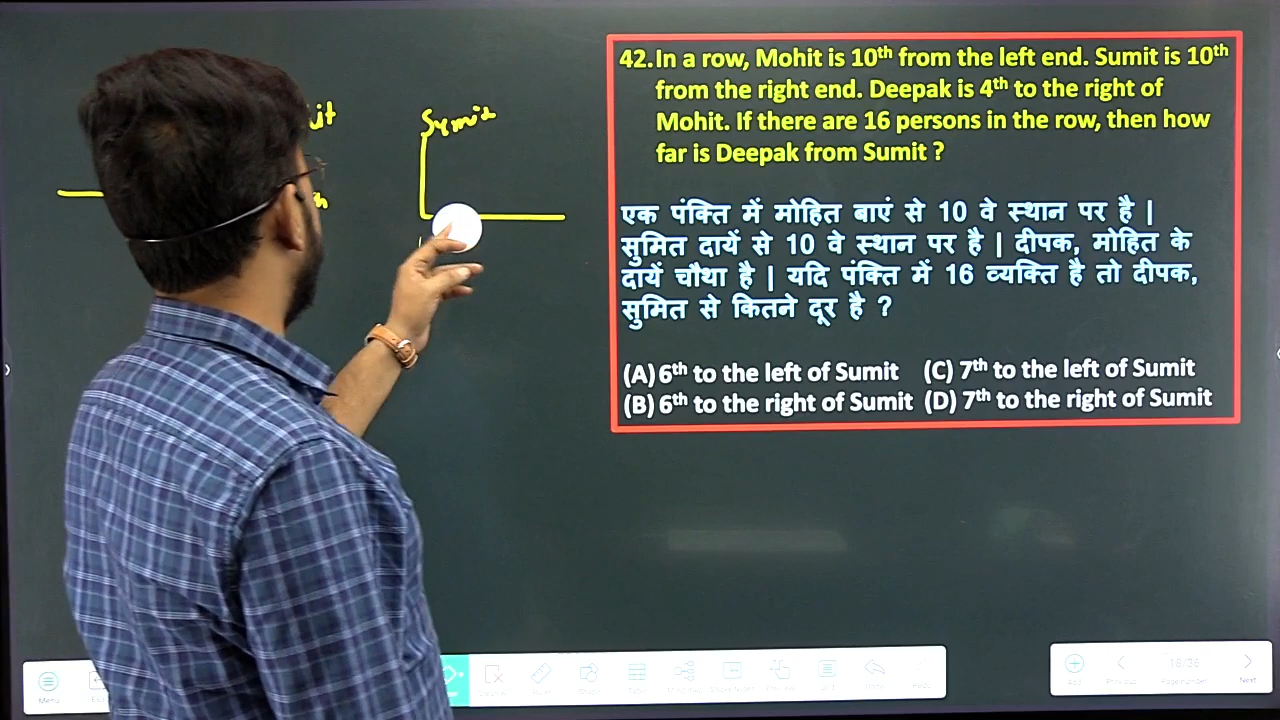 Sumit
42. In a row, Mohit is 10th from the left end. Sumit is 10th
from the right end. Deepak is 4th to the right of
Mohit. If there are 16 persons in the row, then how
far is Deepak from Sumit ?
एक पंक्ति में मोहित बाएं से 10 वे स्थान पर है |
सुमित दायें से 10 वे स्थान पर है | दीपक, मोहित के
दायें चौथा है | यदि पंक्ति में 16 व्यक्ति है तो दीपक,
सुमित से कितने दूर है ?
(A) 6th to the left of Sumit (C) 7th to the left of Sumit
(B) 6th to the right of Sumit (D) 7th to the right of Sumit
Menu
Next